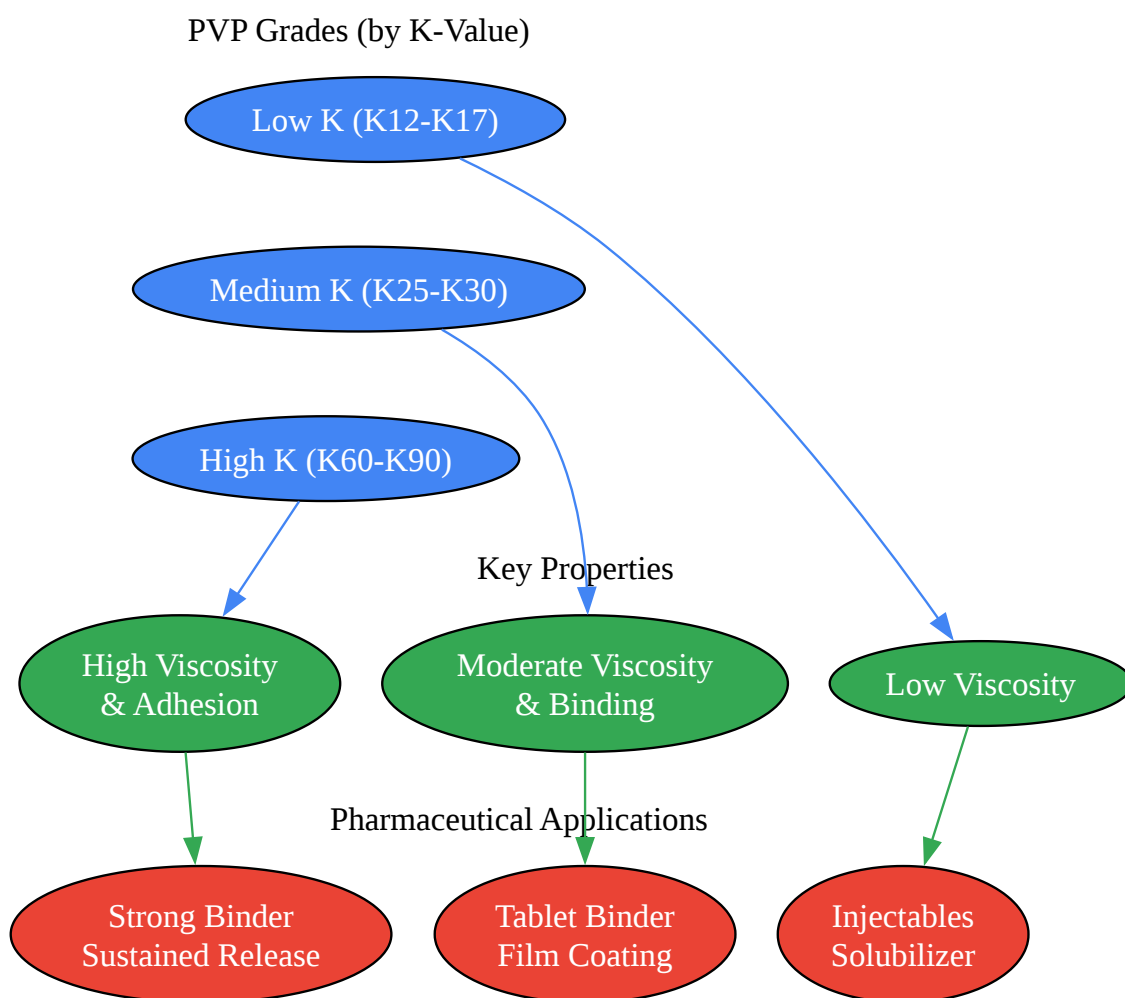 PVP Grades (by K-Value)
Low K (K12-K17)
Medium K (K25-K30)
High K (K60-K90)
Key Properties
High Viscosity
& Adhesion
Moderate Viscosity
& Binding
Low Viscosity
Pharmaceutical Applications
Strong Binder
Sustained Release
Tablet Binder
Film Coating
Injectables
Solubilizer